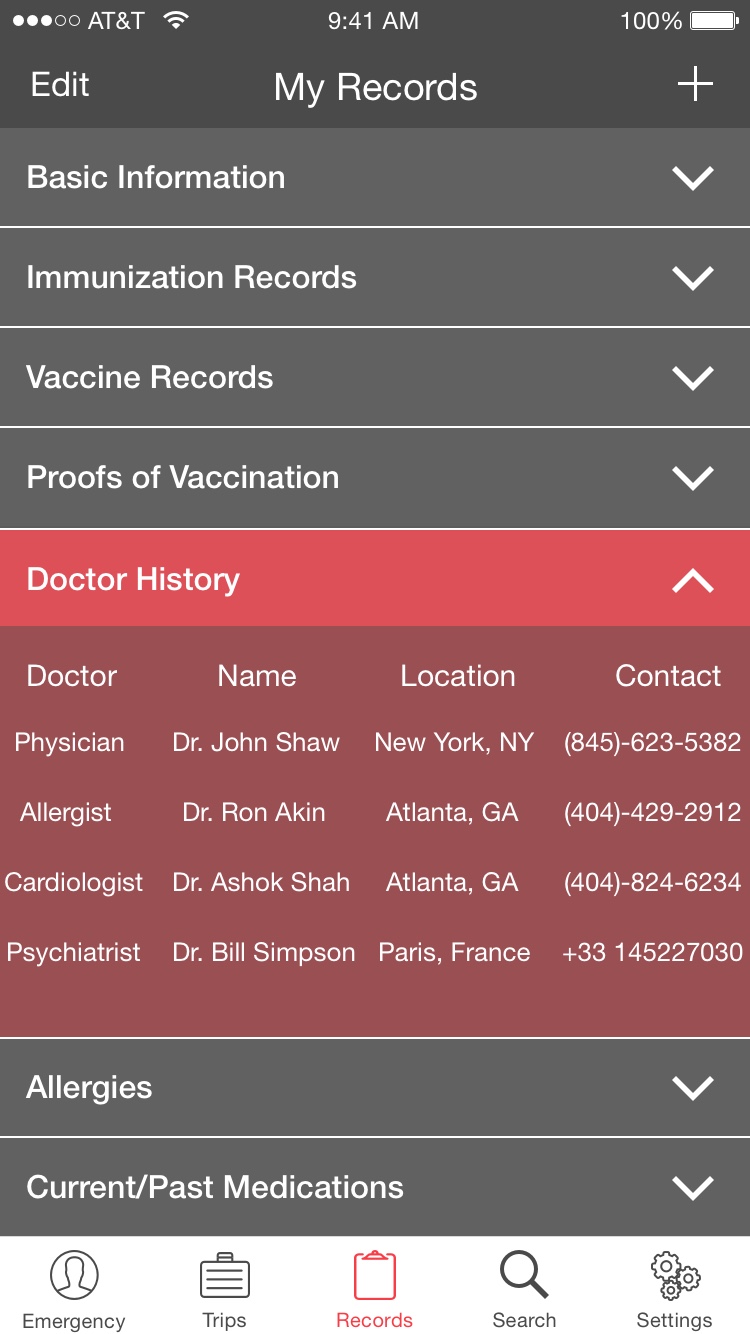 AT&T 9:41 AM 100%
Edit My Records
Basic Information
Immunization Records
Vaccine Records
Proofs of Vaccination
Doctor History
Doctor Name Location Contact
Physician Dr. John Shaw New York, NY (845)-623-5382
Allergist Dr. Ron Akin Atlanta, GA (404)-429-2912
Cardiologist Dr. Ashok Shah Atlanta, GA (404)-824-6234
Psychiatrist Dr. Bill Simpson Paris, France +33 145227030
Allergies
Current/Past Medications
Emergency Trips Records Search Settings